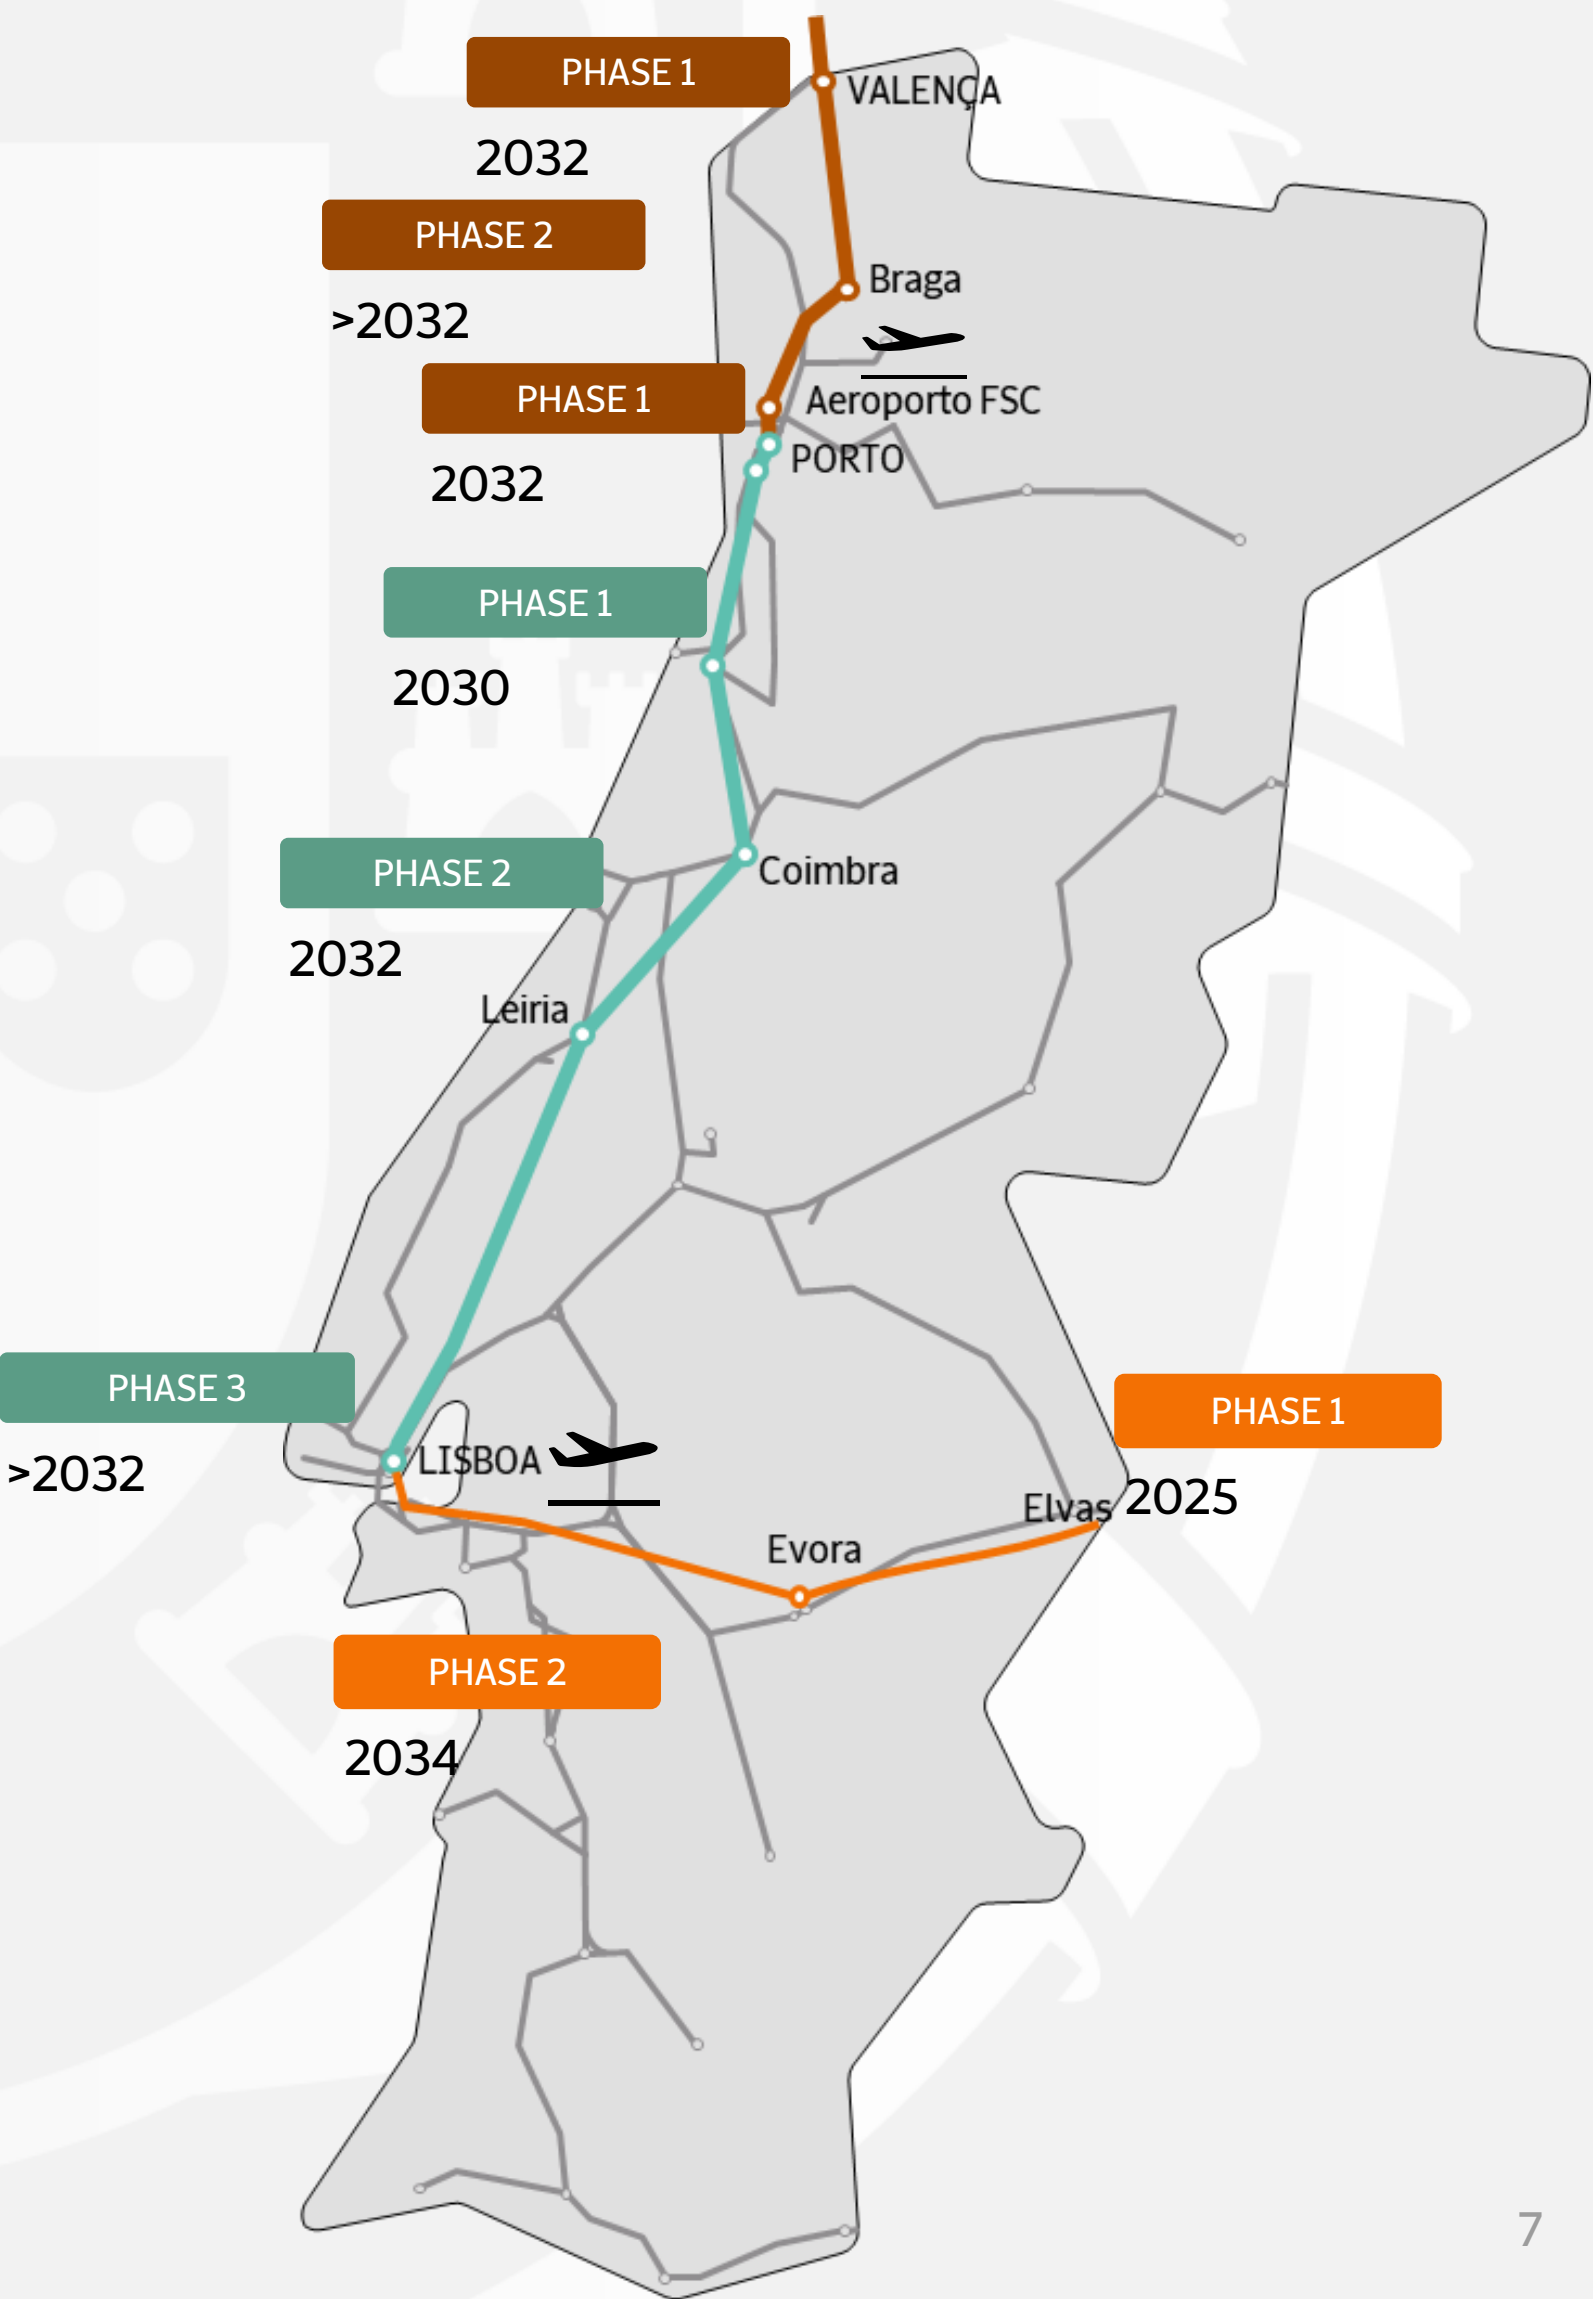 PHASE 1
VALENÇA
2032
PHASE 2
Braga
>2032
PHASE 1
Aeroporto FSC
PORTO
2032
PHASE 1
2030
PHASE 2
Coimbra
2032
Leiria
PHASE 3
PHASE 1
LISBOA
>2032
2025
Elvas
Evora
PHASE 2
2034
7